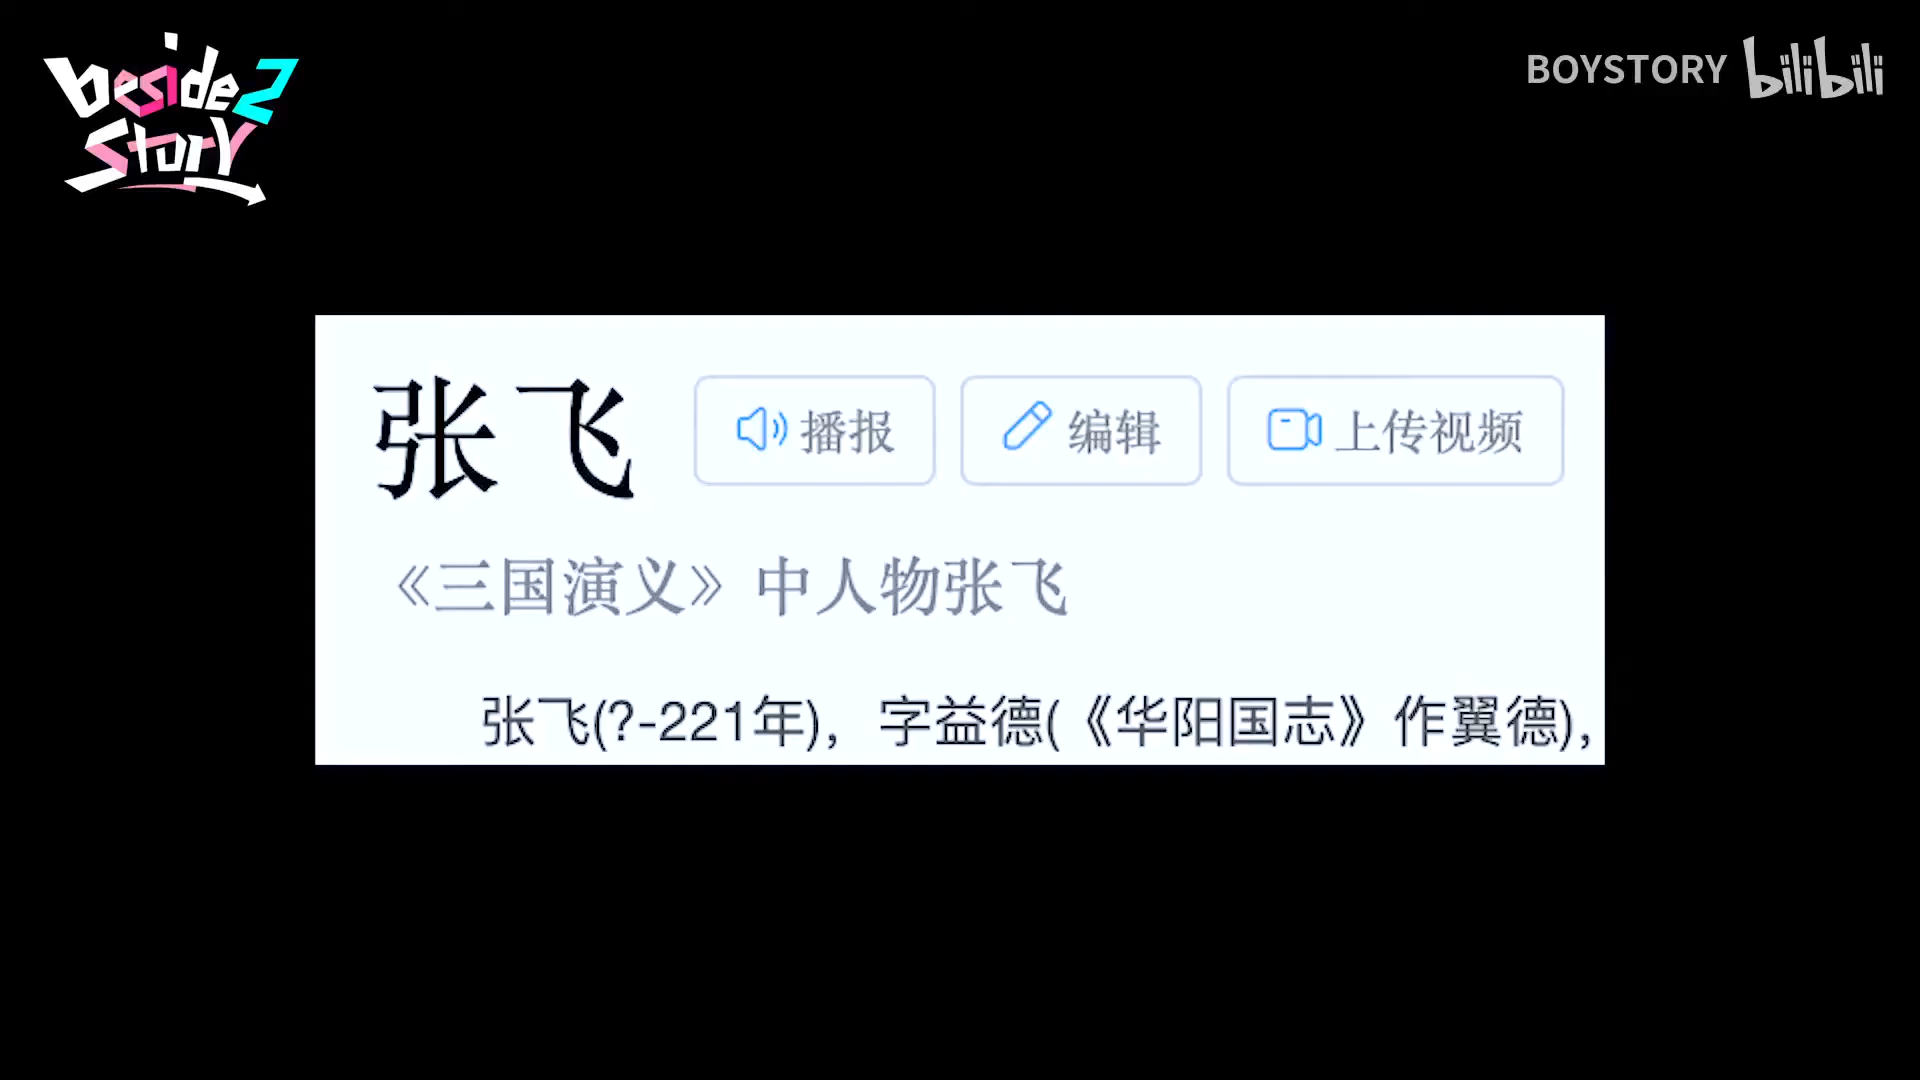 beside2
story
BOYSTORY bilibili
张飞 播报 编辑 上传视频
《三国演义》中人物张飞
张飞(?-221年)，字益德(《华阳国志》作翼德)，